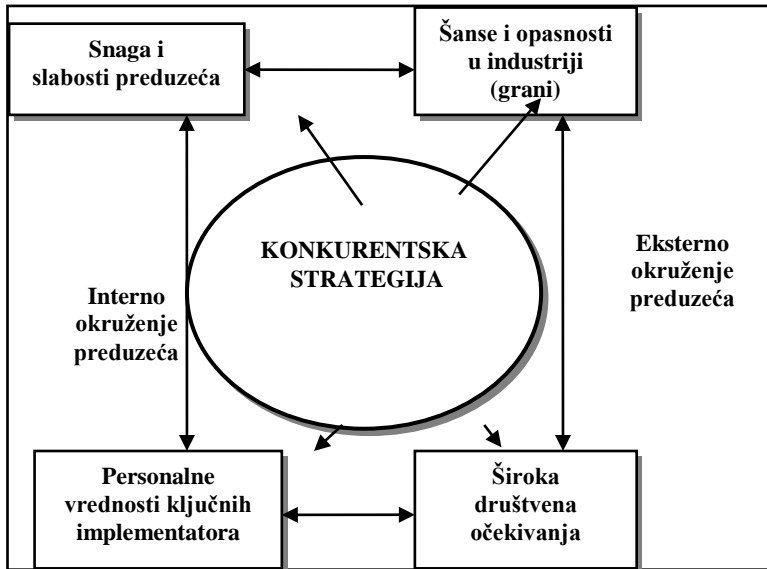 Snaga i
slabosti preduzeća
Šanse i opasnosti
u industriji
(grani)
KONKURENTSKA
STRATEGIJA
Interno
okruženje
preduzeća
Eksterno
okruženje
preduzeća
Personalne
vrednosti ključnih
implementatora
Široka
društvena
očekivanja